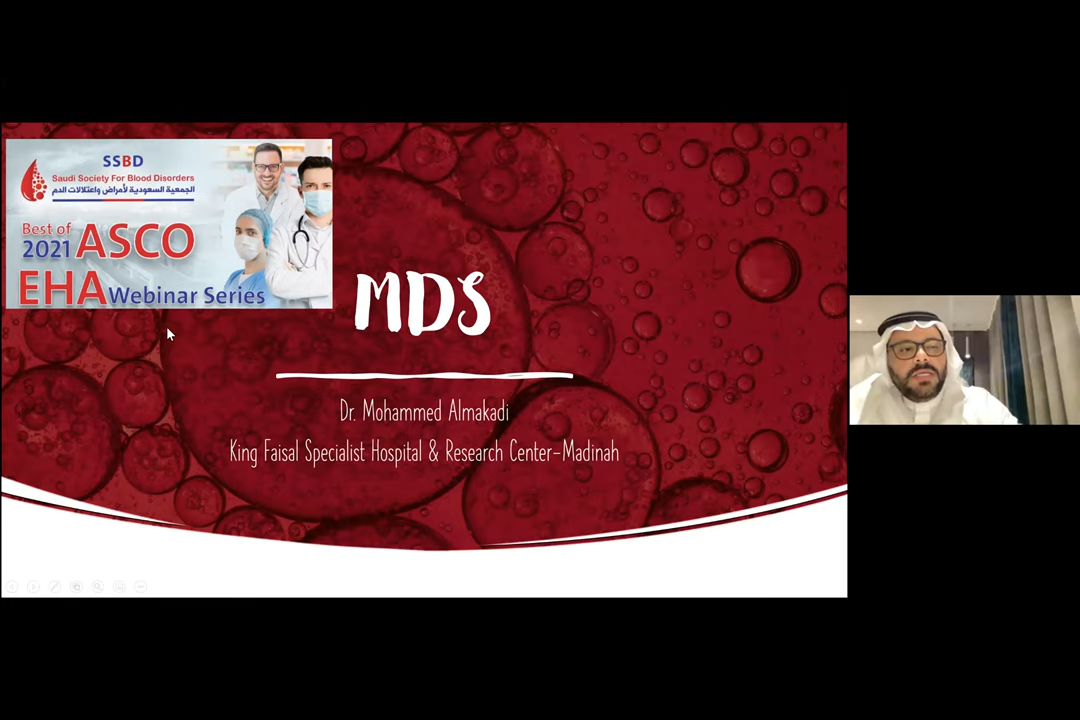 SSBD
Saudi Society For Blood Disorders
الجمعية السعودية لأمراض واعتلالات الدم
Best of
2021 ASCO
EHA Webinar Series
MDS
Dr. Mohammed Almakadi
King Faisal Specialist Hospital & Research Center-Madinah